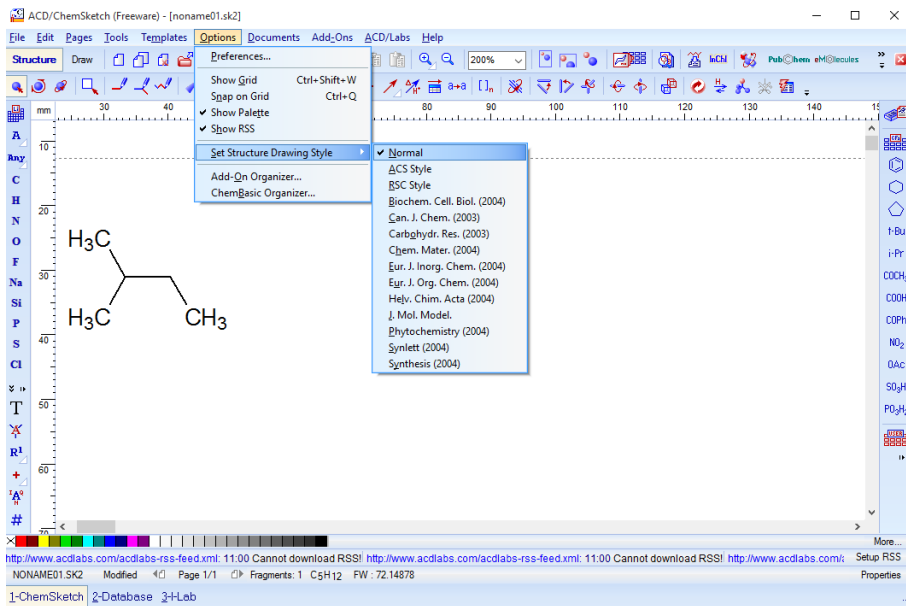 ACD/ChemSketch (Freeware) - [noname01.sk2]
File Edit Pages Tools Templates Options Documents Add-Ons ACD/Labs Help
Structure Draw 200% InChI PubChem eMolecules
Preferences...
Show Grid Ctrl+Shift+W
Snap on Grid Ctrl+Q
Show Palette
Show RSS
Set Structure Drawing Style
Add-On Organizer...
ChemBasic Organizer...
Normal
ACS Style
RSC Style
Biochem. Cell. Biol. (2004)
Can. J. Chem. (2003)
Carbohydr. Res. (2003)
Chem. Mater. (2004)
Eur. J. Inorg. Chem. (2004)
Eur. J. Org. Chem. (2004)
Helv. Chim. Acta (2004)
J. Mol. Model.
Phytochemistry (2004)
Synlett (2004)
Synthesis (2004)
mm 30 40 80 90 100 110 120 130 140
10
20
30
40
50
60
A
Any
C
H
N
O
F
Na
Si
P
S
Cl
T
R1
#
H3C
H3C CH3
t-Bu
i-Pr
COCH
COOH
COPh
NO2
OAc
SO3H
PO3H2
More...
http://www.acdlabs.com/acdlabs-rss-feed.xml: 11:00 Cannot download RSS! http://www.acdlabs.com/acdlabs-rss-feed.xml: 11:00 Cannot download RSS! http://www.acdlabs.com/a Setup RSS
NONAME01.SK2 Modified Page 1/1 Fragments: 1 C5H12 FW : 72.14878 Properties
1-ChemSketch 2-Database 3-I-Lab